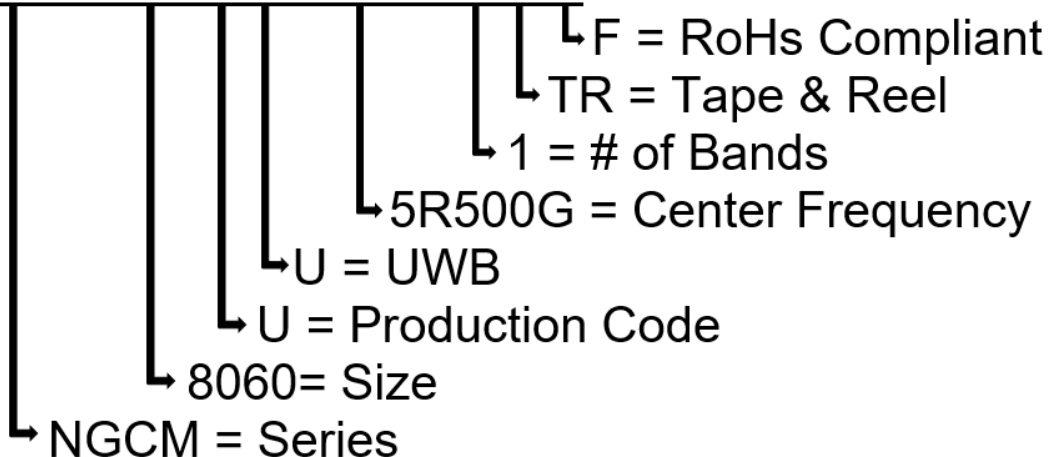 F = RoHs Compliant
TR = Tape & Reel
1 = # of Bands
5R500G = Center Frequency
U = UWB
U = Production Code
8060= Size
NGCM = Series